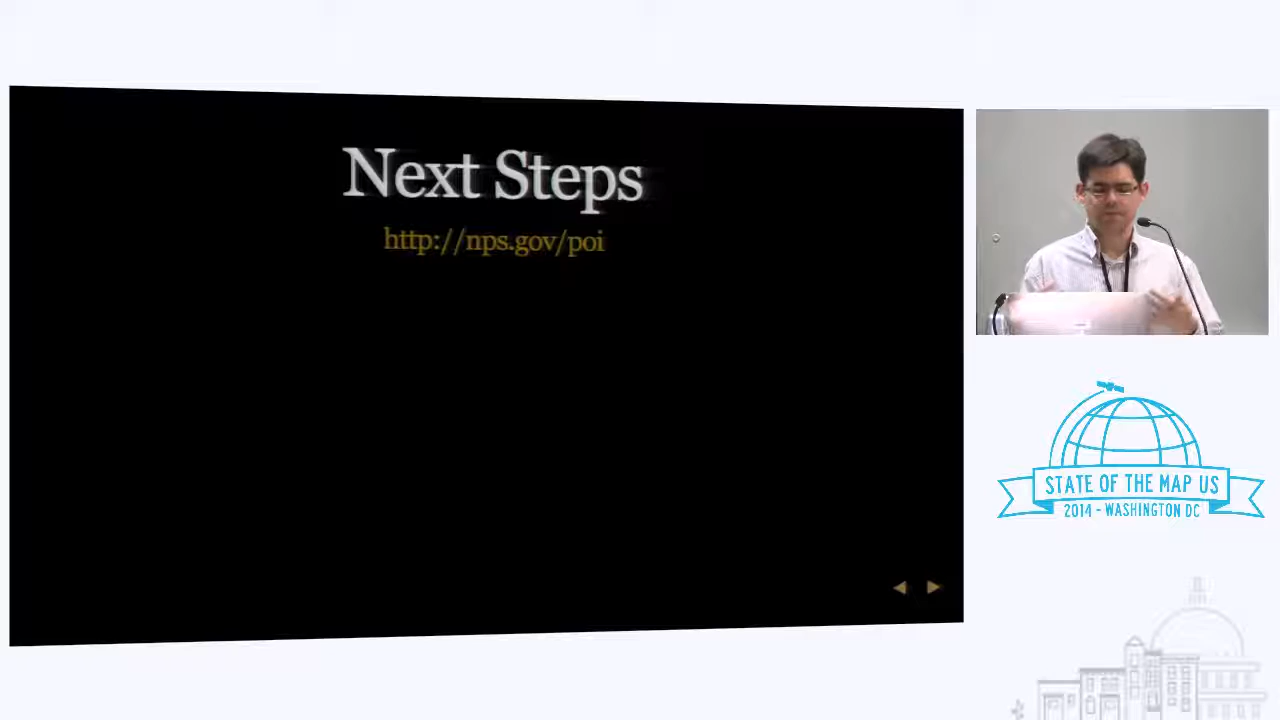 Next Steps
http://nps.gov/poi
STATE OF THE MAP US
2014 - WASHINGTON DC